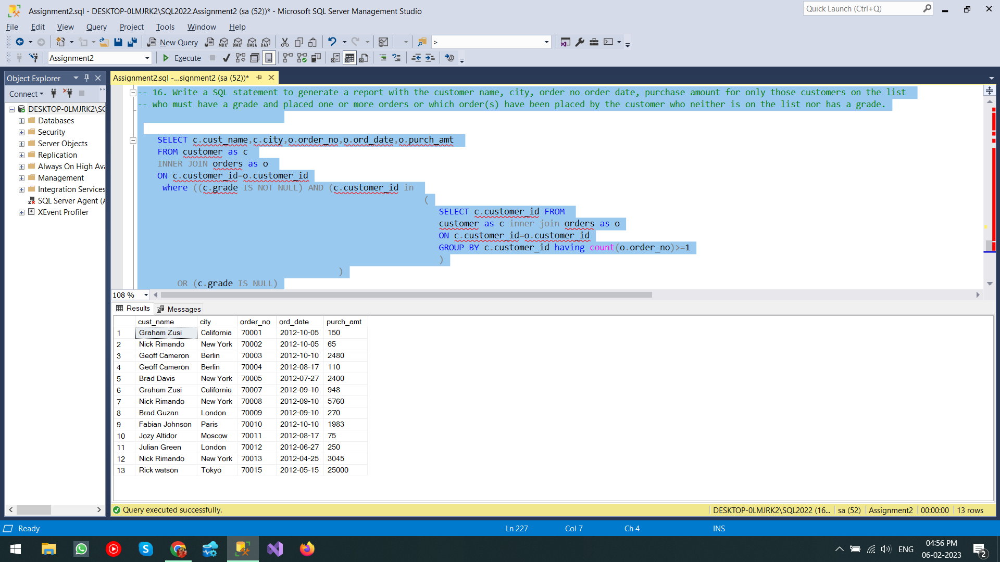 Assignment2.sql - DESKTOP-0LMJRK2\SQL2022.Assignment2 (sa (52))* - Microsoft SQL Server Management Studio
Quick Launch (Ctrl+Q)
File Edit View Query Project Tools Window Help
New Query MDX DMX XMLA DAX >
Assignment2 Execute
Object Explorer
Assignment2.sql -...signment2 (sa (52))*
Connect
DESKTOP-0LMJRK2\SC
Databases
Security
Server Objects
Replication
Always On High Ava
Management
Integration Services
SQL Server Agent (A
XEvent Profiler
-- 16. Write a SQL statement to generate a report with the customer name, city, order no order date, purchase amount for only those customers on the list
-- who must have a grade and placed one or more orders or which order(s) have been placed by the customer who neither is on the list nor has a grade.
SELECT c.cust_name,c.city,o.order_no,o.ord_date,o.purch_amt
FROM customer as c
INNER JOIN orders as o
ON c.customer_id=o.customer_id
where ((c.grade IS NOT NULL) AND (c.customer_id in
(
SELECT c.customer_id FROM
customer as c inner join orders as o
ON c.customer_id=o.customer_id
GROUP BY c.customer_id having count(o.order_no)>=1
)
)
OR (c.grade IS NULL)
108 %
Results Messages
cust_name city order_no ord_date purch_amt
1 Graham Zusi California 70001 2012-10-05 150
2 Nick Rimando New York 70002 2012-10-05 65
3 Geoff Cameron Berlin 70003 2012-10-10 2480
4 Geoff Cameron Berlin 70004 2012-08-17 110
5 Brad Davis New York 70005 2012-07-27 2400
6 Graham Zusi California 70007 2012-09-10 948
7 Nick Rimando New York 70008 2012-09-10 5760
8 Brad Guzan London 70009 2012-09-10 270
9 Fabian Johnson Paris 70010 2012-10-10 1983
10 Jozy Altidor Moscow 70011 2012-08-17 75
11 Julian Green London 70012 2012-06-27 250
12 Nick Rimando New York 70013 2012-04-25 3045
13 Rick watson Tokyo 70015 2012-05-15 25000
Query executed successfully. DESKTOP-0LMJRK2\SQL2022 (16... sa (52) Assignment2 00:00:00 13 rows
Ready Ln 227 Col 7 Ch 4 INS
ENG 04:56 PM
06-02-2023
2